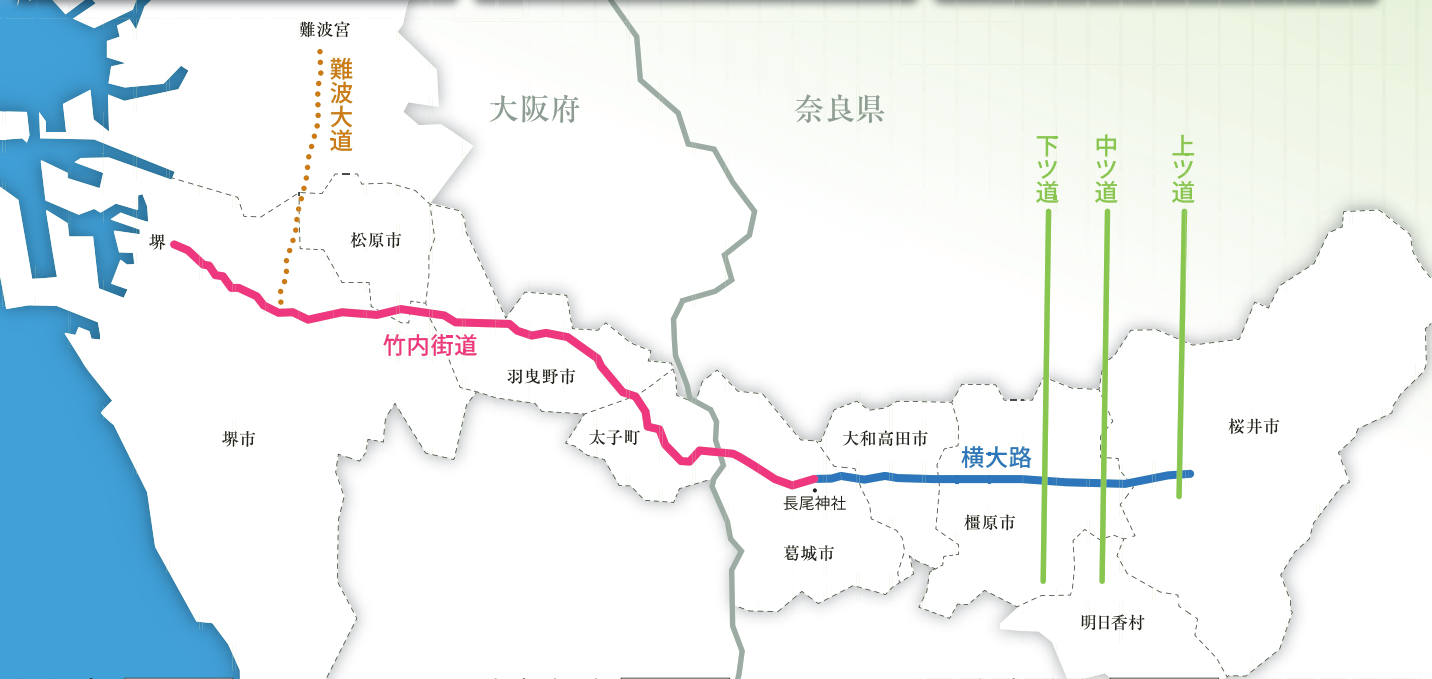 難波宮
難波大道
大阪府
奈良県
下ツ道
中ツ道
上ツ道
堺
松原市
竹内街道
羽曳野市
太子町
堺市
大和高田市
横大路
桜井市
長尾神社
橿原市
葛城市
明日香村